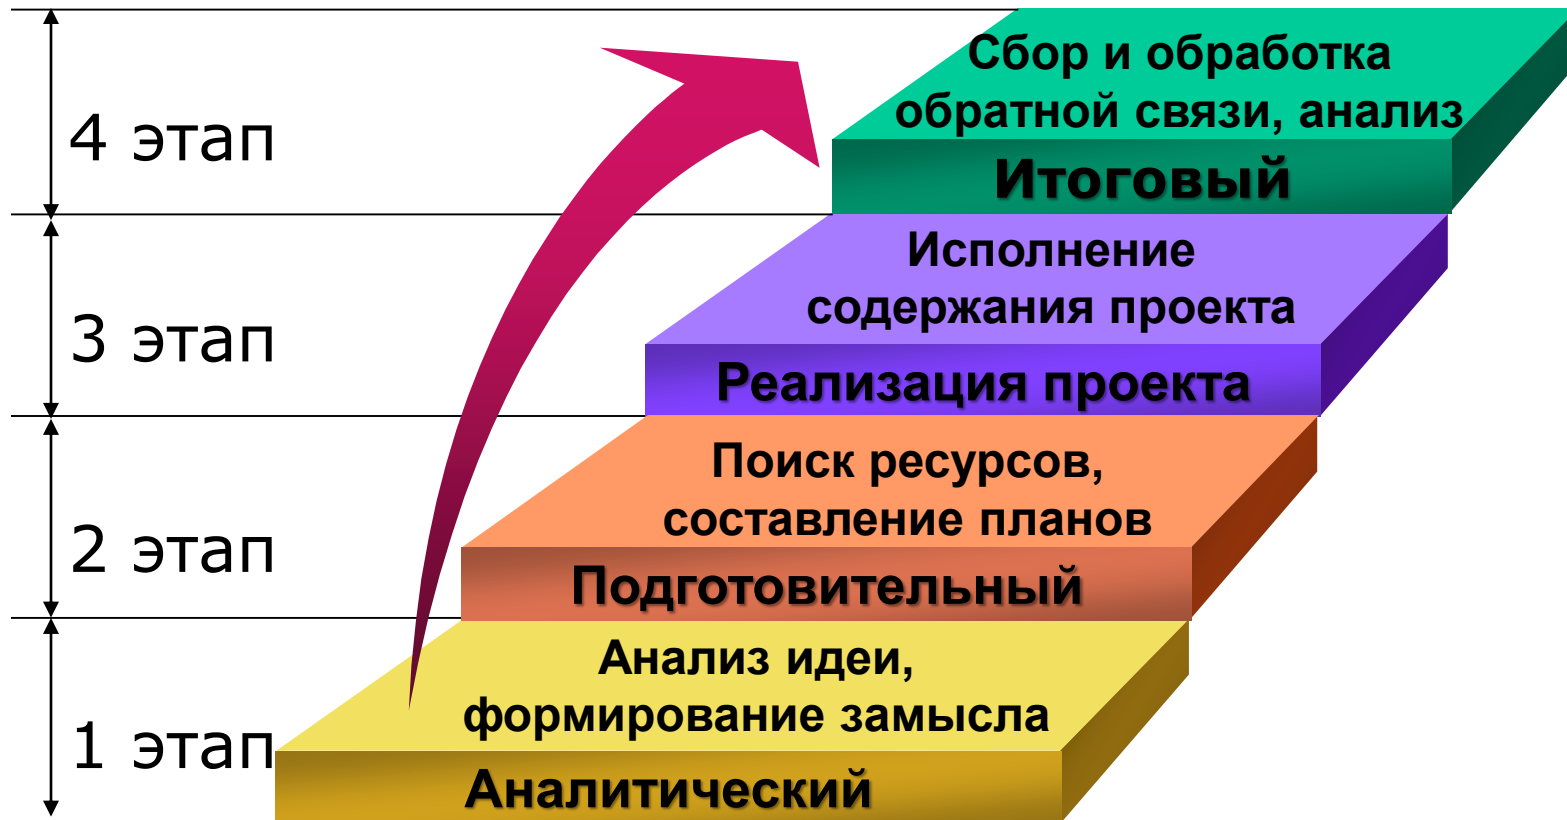 4 этап
Сбор и обработка
обратной связи, анализ
Итоговый
3 этап
Исполнение
содержания проекта
Реализация проекта
2 этап
Поиск ресурсов,
составление планов
Подготовительный
1 этап
Анализ идеи,
формирование замысла
Аналитический